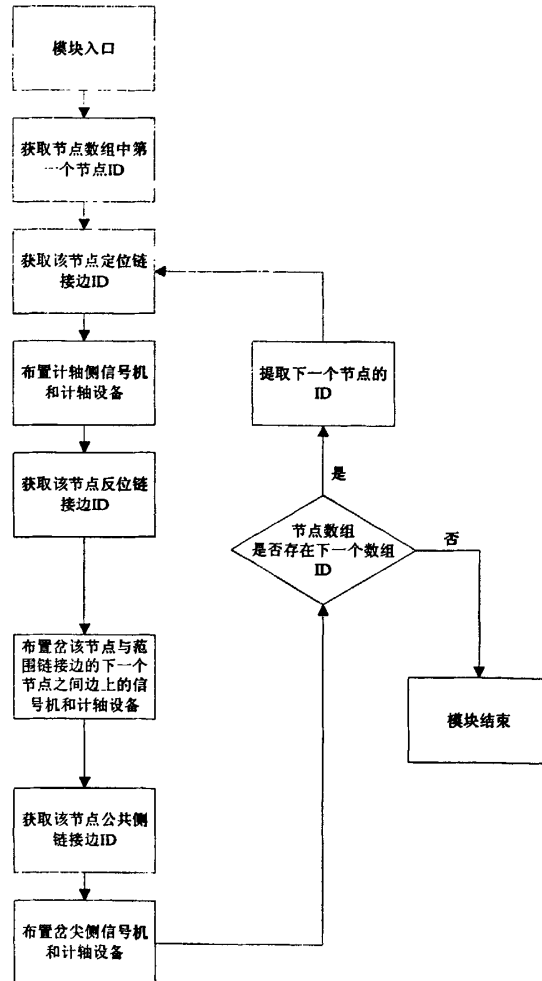 模块入口
获取节点数组中第
一个节点ID
获取该节点定位链
接边ID
布置计轴侧信号机
和计轴设备
获取该节点反位链
接边ID
布置岔该节点与范
围链接边的下一个
节点之间边上的信
号机和计轴设备
获取该节点公共侧
链接边ID
布置岔尖侧信号机
和计轴设备
提取下一个节点的
ID
是
节点数组
是否存在下一个数组
ID
否
模块结束